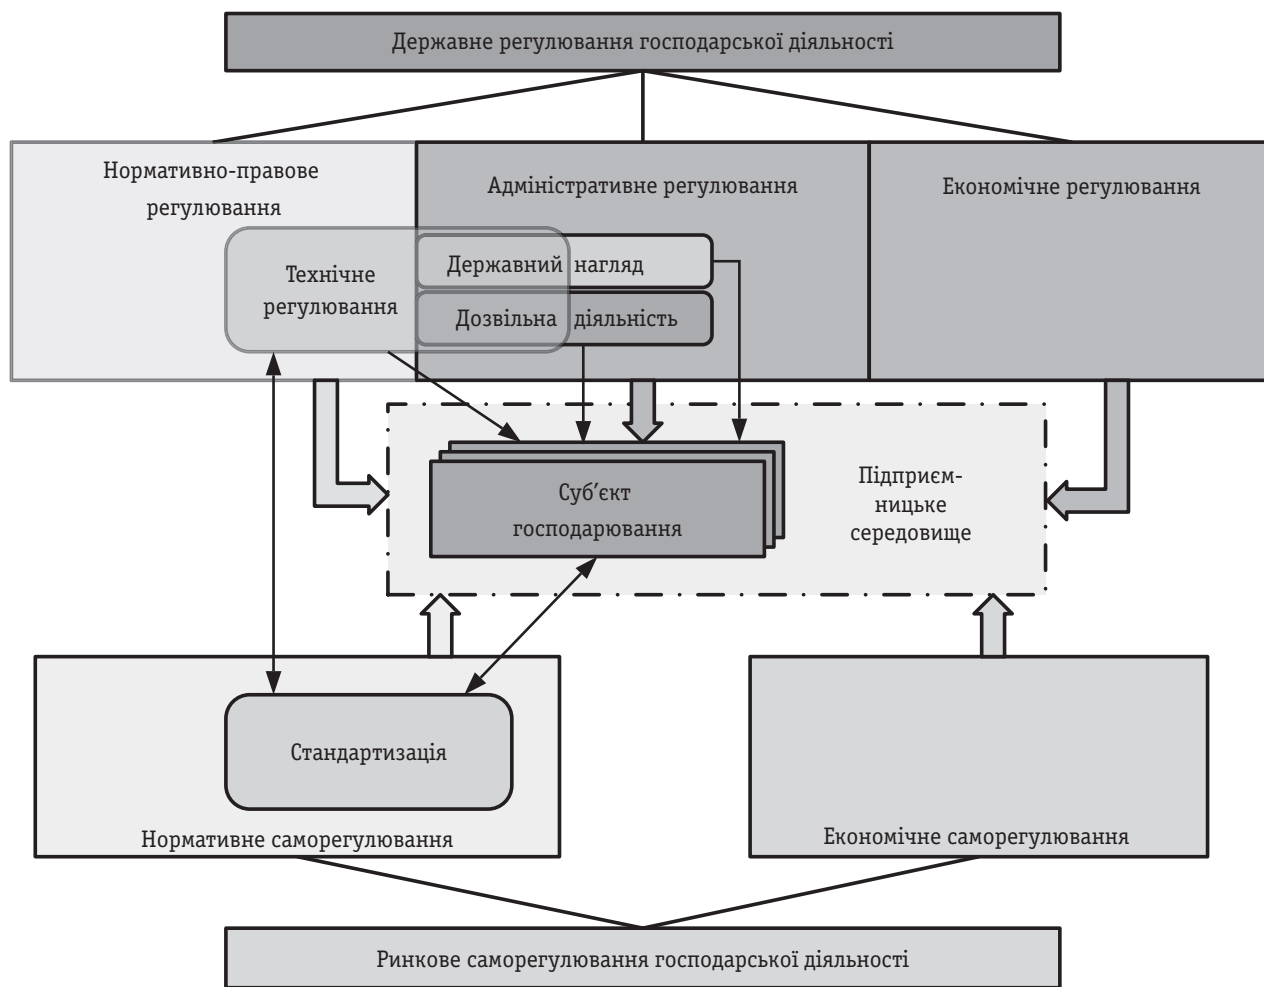 Державне регулювання господарської діяльності
Нормативно-правове
регулювання
Адміністративне регулювання
Економічне регулювання
Технічне
регулювання
Державний нагляд
Дозвільна діяльність
Суб’єкт
господарювання
Підприєм-
ницьке
середовище
Стандартизація
Нормативне саморегулювання
Економічне саморегулювання
Ринкове саморегулювання господарської діяльності